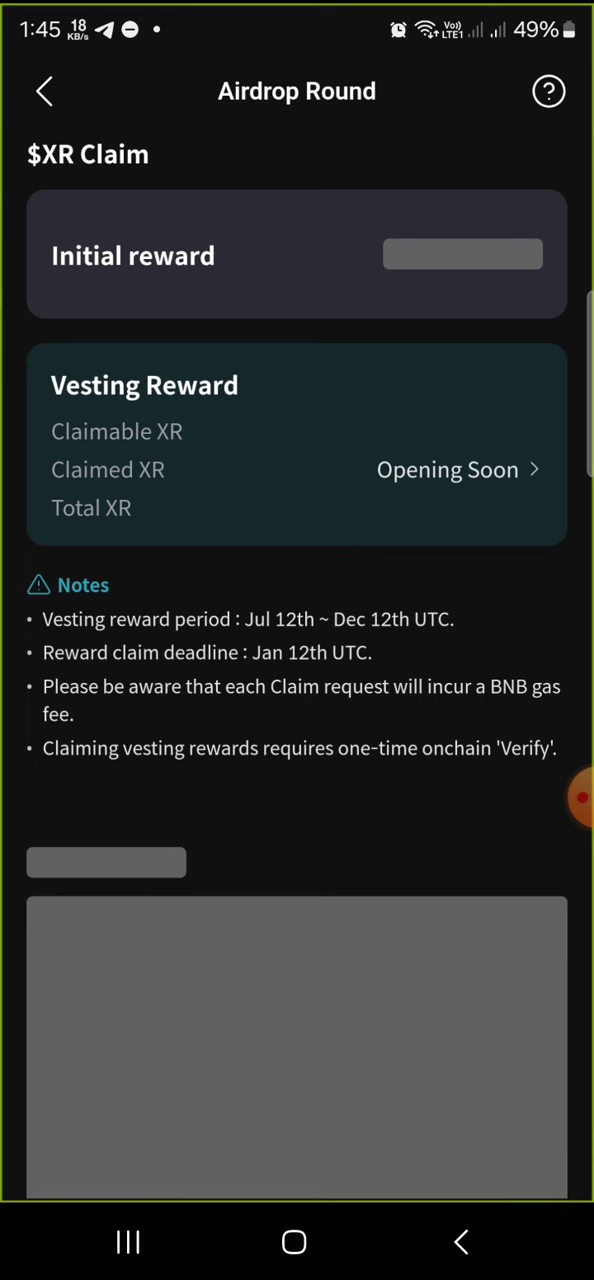 1:45 18 KB/s Vo)) LTE1 49%
Airdrop Round
$XR Claim
Initial reward
Vesting Reward
Claimable XR
Claimed XR
Opening Soon
Total XR
Notes
• Vesting reward period : Jul 12th ~ Dec 12th UTC.
• Reward claim deadline : Jan 12th UTC.
• Please be aware that each Claim request will incur a BNB gas
fee.
• Claiming vesting rewards requires one-time onchain 'Verify'.